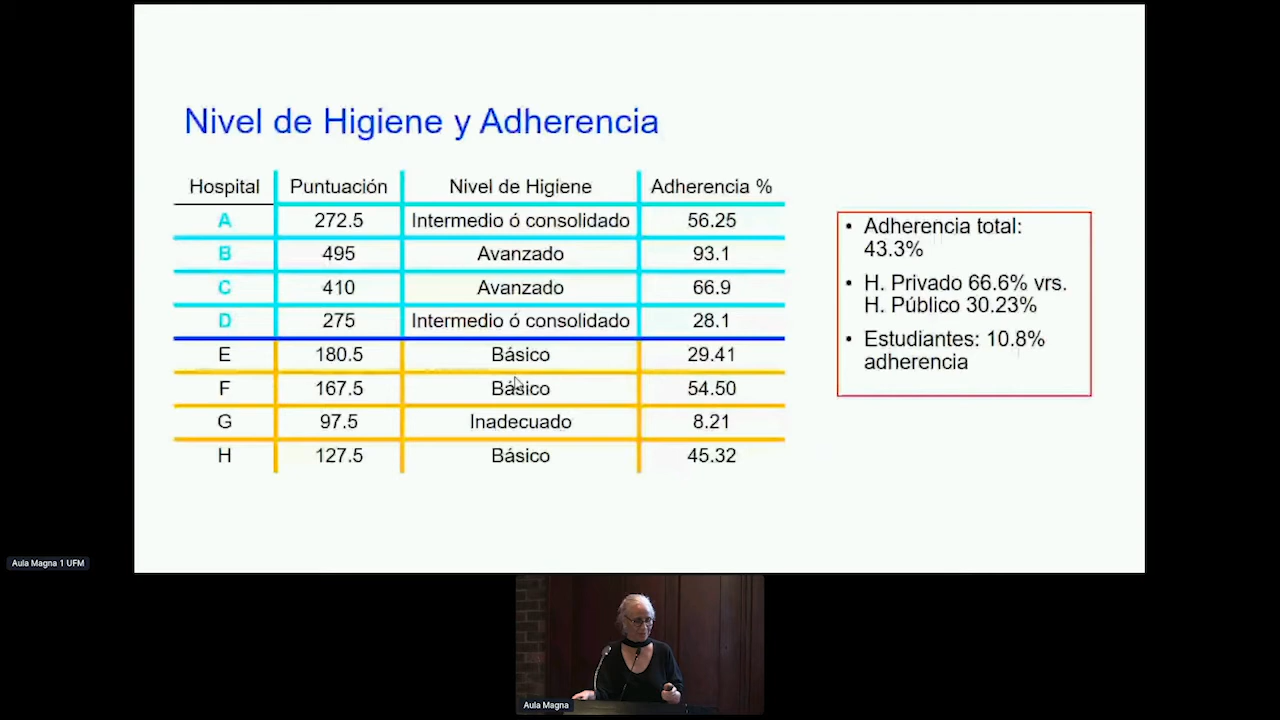 Nivel de Higiene y Adherencia
Hospital Puntuación Nivel de Higiene Adherencia %
A 272.5 Intermedio ó consolidado 56.25
B 495 Avanzado 93.1
C 410 Avanzado 66.9
D 275 Intermedio ó consolidado 28.1
E 180.5 Básico 29.41
F 167.5 Básico 54.50
G 97.5 Inadecuado 8.21
H 127.5 Básico 45.32
• Adherencia total:
43.3%
• H. Privado 66.6% vrs.
H. Público 30.23%
• Estudiantes: 10.8%
adherencia
Aula Magna 1 UFM
Aula Magna